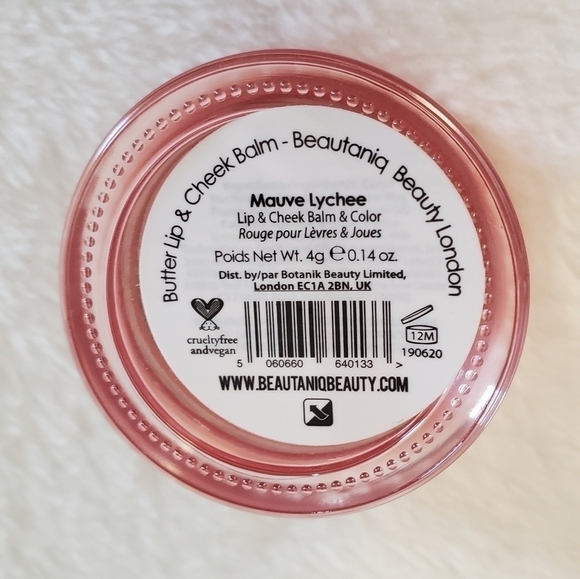 Butter Lip & Cheek Balm - Beautaniq Beauty London
Mauve Lychee
Lip & Cheek Balm & Color
Rouge pour Lèvres & Joues
Poids Net Wt. 4g ℮ 0.14 oz.
Dist. by/par Botanik Beauty Limited,
London EC1A 2BN, UK
crueltyfree
andvegan
12M
190620
5 060660 640133 >
WWW.BEAUTANIQBEAUTY.COM